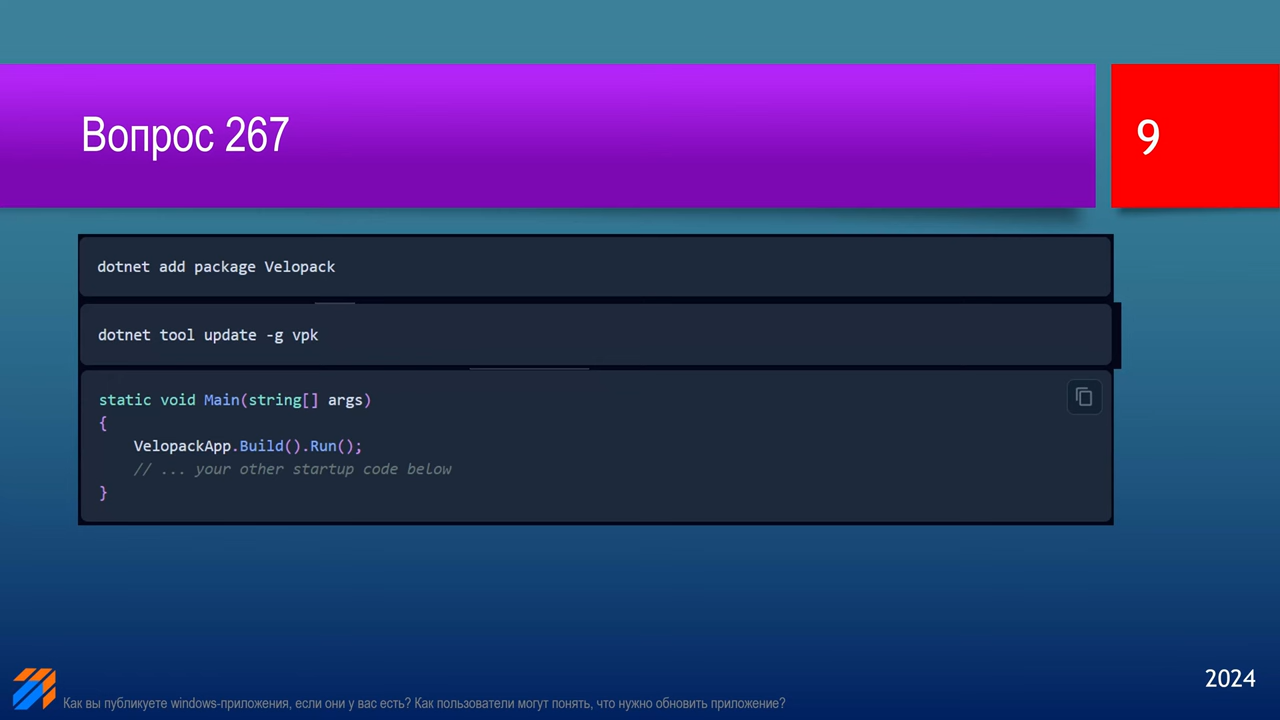 Вопрос 267
9
dotnet add package Velopack
dotnet tool update -g vpk
static void Main(string[] args)
{
    VelopackApp.Build().Run();
    // ... your other startup code below
}
2024
Как вы публикуете windows-приложения, если они у вас есть? Как пользователи могут понять, что нужно обновить приложение?